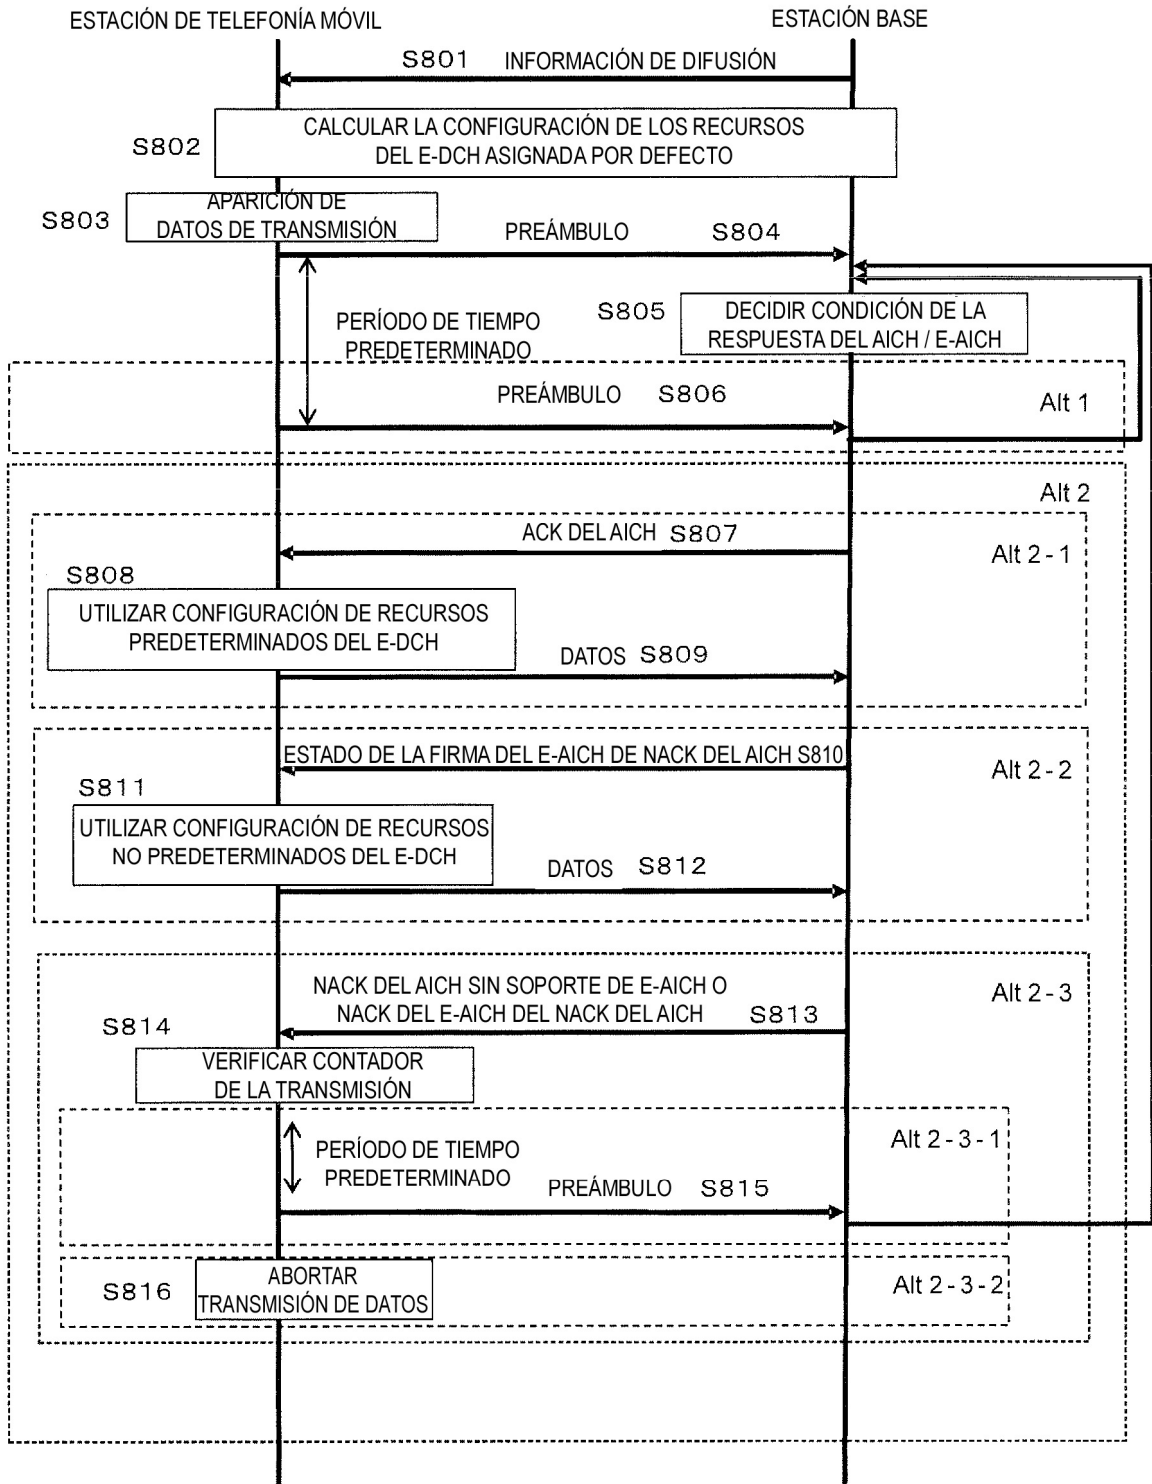 ESTACIÓN DE TELEFONÍA MÓVIL
ESTACIÓN BASE
S801 INFORMACIÓN DE DIFUSIÓN
S802
CALCULAR LA CONFIGURACIÓN DE LOS RECURSOS
DEL E-DCH ASIGNADA POR DEFECTO
S803
APARICIÓN DE
DATOS DE TRANSMISIÓN
PREÁMBULO S804
S805
DECIDIR CONDICIÓN DE LA
RESPUESTA DEL AICH / E-AICH
PERÍODO DE TIEMPO
PREDETERMINADO
PREÁMBULO S806
Alt 1
Alt 2
ACK DEL AICH S807
Alt 2-1
S808
UTILIZAR CONFIGURACIÓN DE RECURSOS
PREDETERMINADOS DEL E-DCH
DATOS S809
ESTADO DE LA FIRMA DEL E-AICH DE NACK DEL AICH S810
Alt 2-2
S811
UTILIZAR CONFIGURACIÓN DE RECURSOS
NO PREDETERMINADOS DEL E-DCH
DATOS S812
NACK DEL AICH SIN SOPORTE DE E-AICH O
NACK DEL E-AICH DEL NACK DEL AICH S813
Alt 2-3
S814
VERIFICAR CONTADOR
DE LA TRANSMISIÓN
Alt 2-3-1
PERÍODO DE TIEMPO
PREDETERMINADO
PREÁMBULO S815
S816
ABORTAR
TRANSMISIÓN DE DATOS
Alt 2-3-2